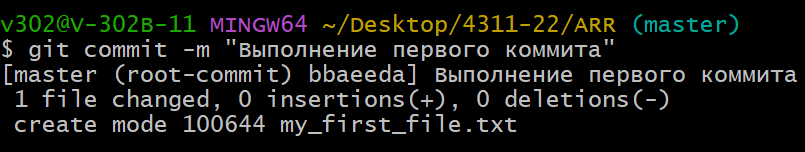 v302@V-302B-11 MINGW64 ~/Desktop/4311-22/ARR (master)
$ git commit -m "Выполнение первого коммита"
[master (root-commit) bbaeeda] Выполнение первого коммита
 1 file changed, 0 insertions(+), 0 deletions(-)
 create mode 100644 my_first_file.txt